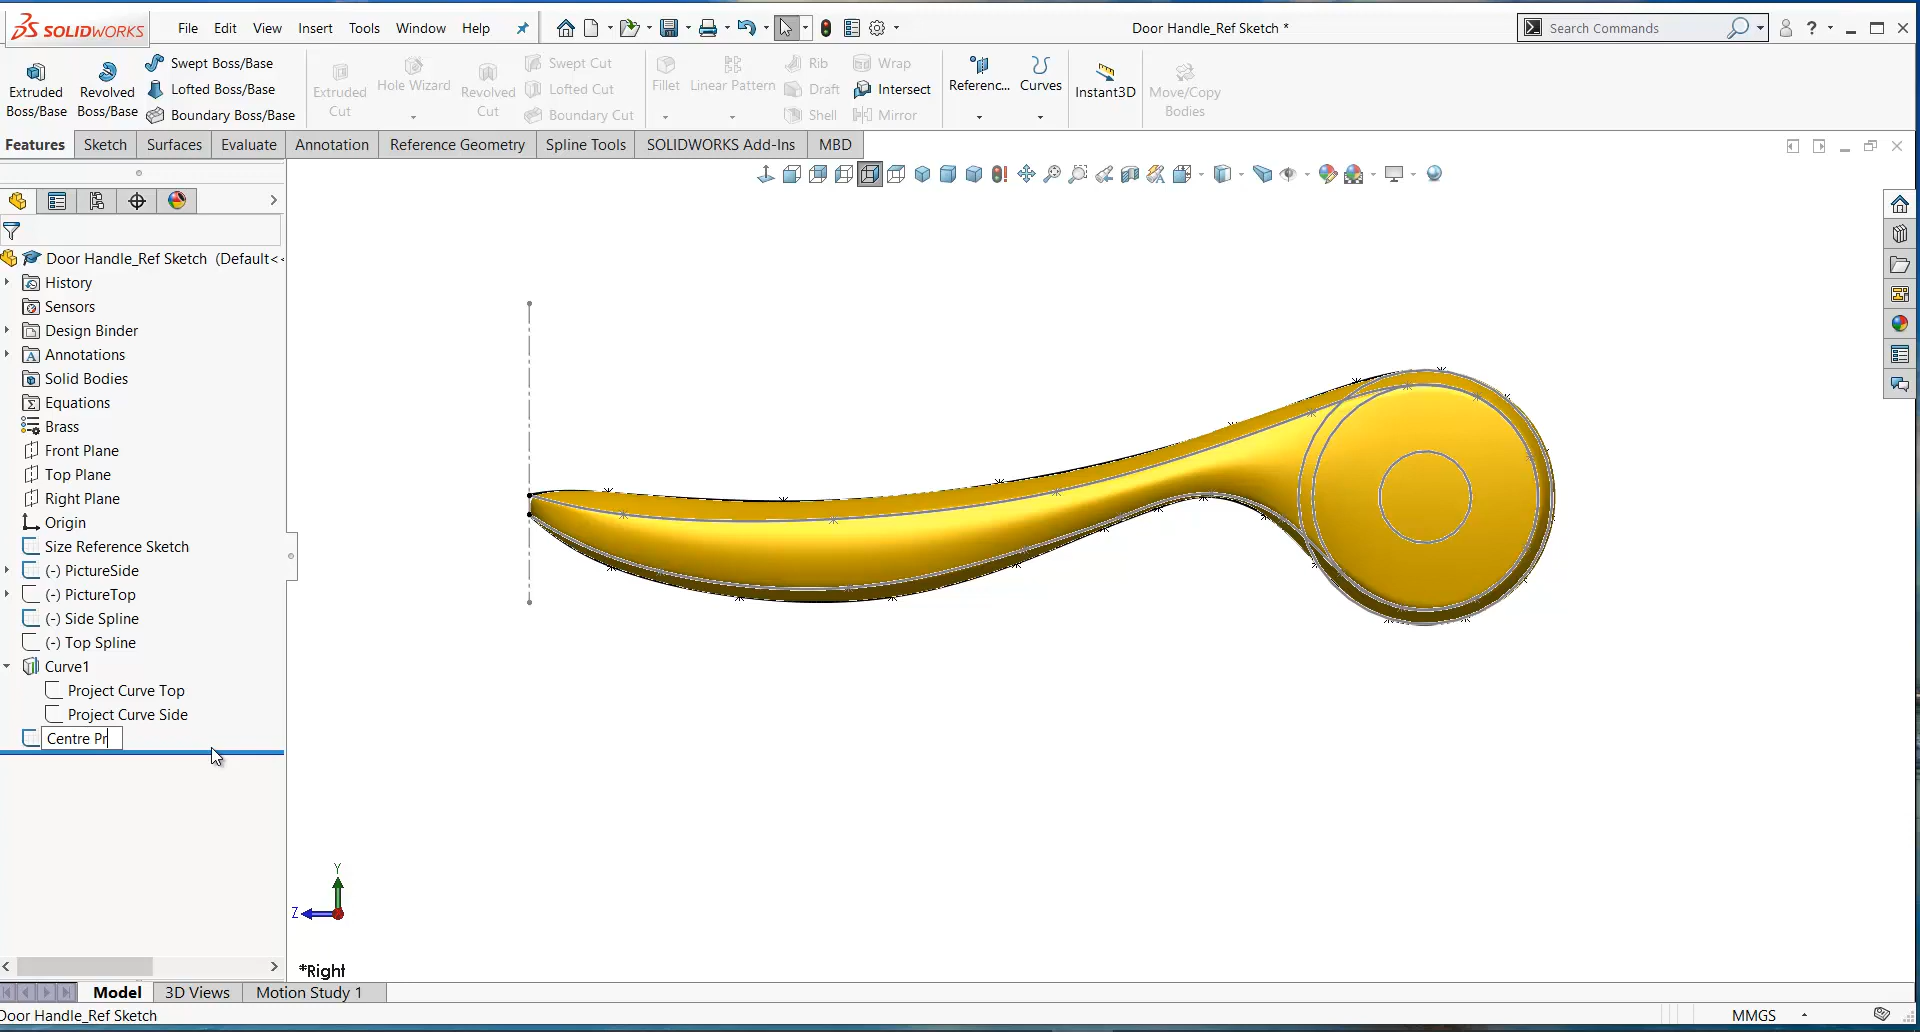 SOLIDWORKS
File Edit View Insert Tools Window Help
Door Handle_Ref Sketch *
Search Commands
?
Extruded Boss/Base
Revolved Boss/Base
Swept Boss/Base
Lofted Boss/Base
Boundary Boss/Base
Extruded Cut
Hole Wizard
Revolved Cut
Swept Cut
Lofted Cut
Boundary Cut
Fillet
Linear Pattern
Rib
Draft
Shell
Wrap
Intersect
Mirror
Referenc...
Curves
Instant3D
Move/Copy Bodies
Features Sketch Surfaces Evaluate Annotation Reference Geometry Spline Tools SOLIDWORKS Add-Ins MBD
Door Handle_Ref Sketch (Default<
History
Sensors
Design Binder
Annotations
Solid Bodies
Equations
Brass
Front Plane
Top Plane
Right Plane
Origin
Size Reference Sketch
(-) PictureSide
(-) PictureTop
(-) Side Spline
(-) Top Spline
Curve1
Project Curve Top
Project Curve Side
Centre Pr
Y
Z
*Right
Model 3D Views Motion Study 1
Door Handle_Ref Sketch
MMGS